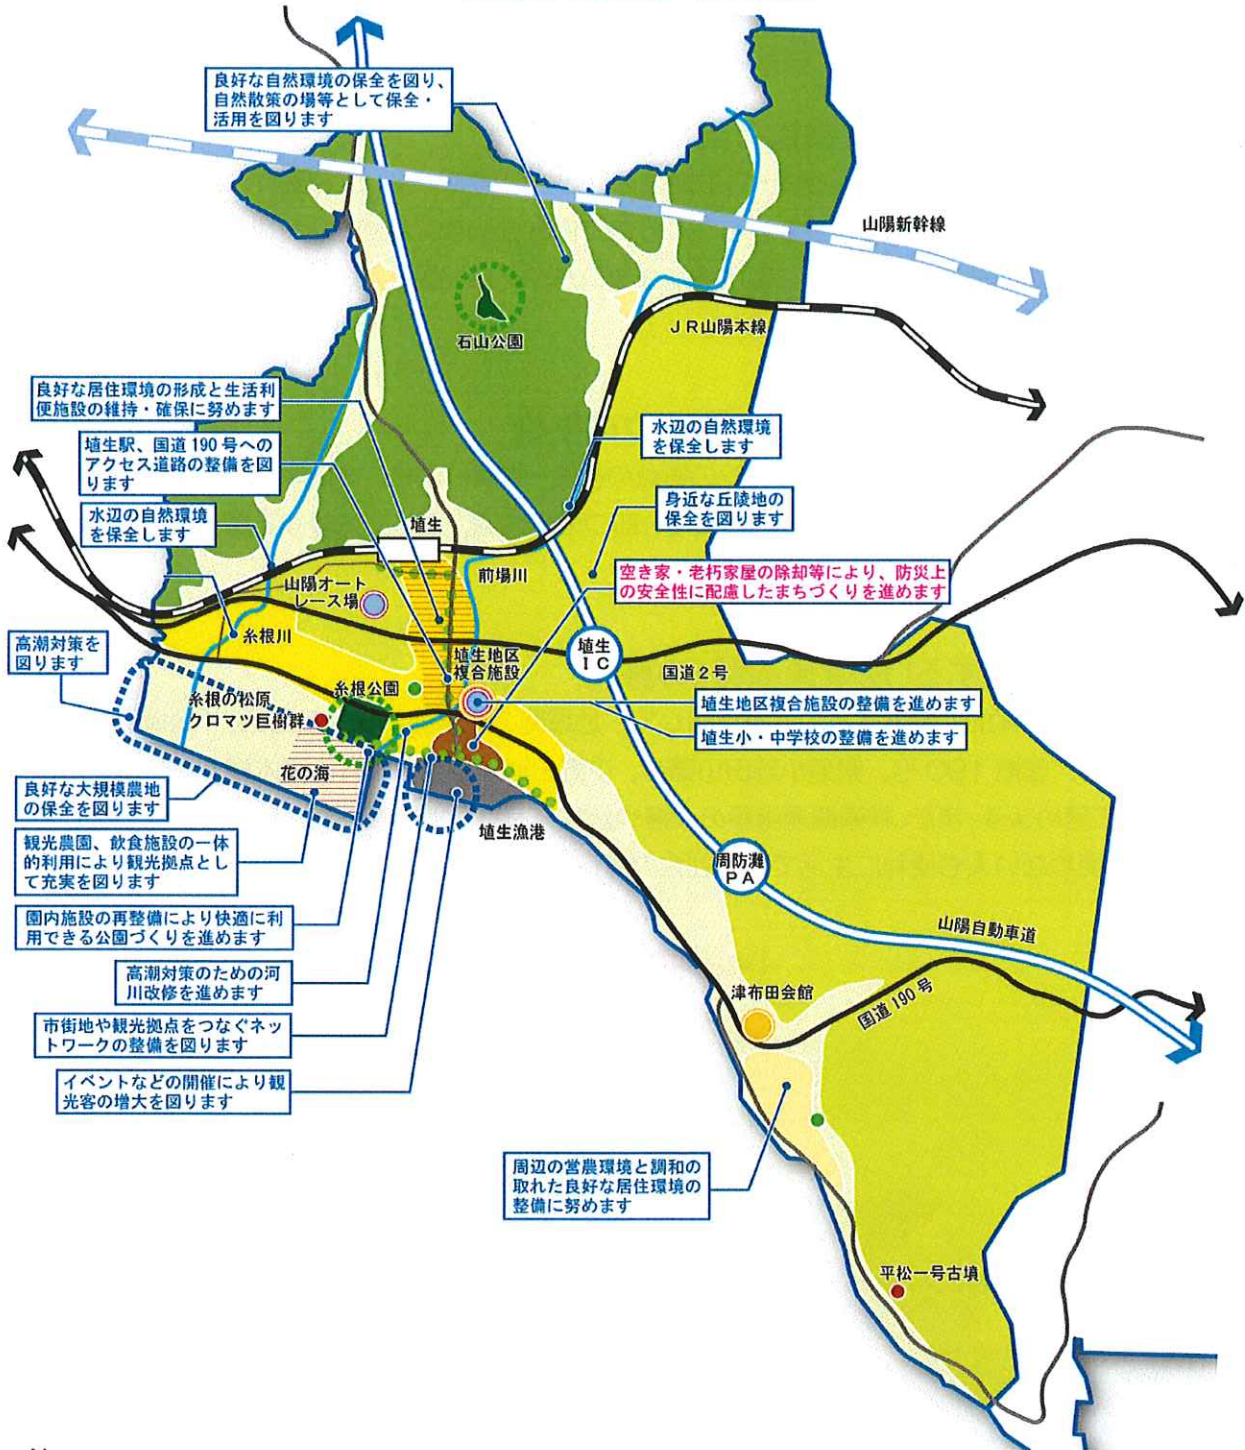 良好な自然環境の保全を図り、
自然散策の場等として保全・
活用を図ります
山陽新幹線
石山公園
JR山陽本線
良好な居住環境の形成と生活利
便施設の維持・確保に努めます
水辺の自然環境
を保全します
埴生駅、国道190号への
アクセス道路の整備を図
ります
身近な丘陵地の
保全を図ります
水辺の自然環境
を保全します
埴生
前場川
山陽オート
レース場
空き家・老朽家屋の除却等により、防災上
の安全性に配慮したまちづくりを進めます
高潮対策を
図ります
糸根川
埴生地区
複合施設
埴生
IC
国道2号
糸根の松原
クロマツ巨樹群
糸根公園
埴生地区複合施設の整備を進めます
埴生小・中学校の整備を進めます
花の海
良好な大規模農地
の保全を図ります
埴生漁港
観光農園、飲食施設の一体
的利用により観光拠点とし
て充実を図ります
周防灘
PA
園内施設の再整備により快適に利
用できる公園づくりを進めます
山陽自動車道
高潮対策のための河
川改修を進めます
津布田会館
国道190号
市街地や観光拠点をつなぐネッ
トワークの整備を図ります
イベントなどの開催により観
光客の増大を図ります
周辺の営農環境と調和の
取れた良好な居住環境の
整備に努めます
平松一号古墳